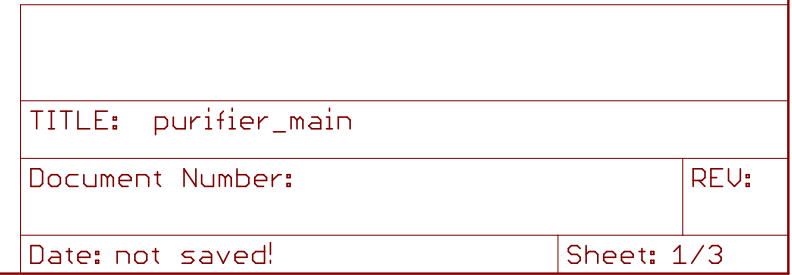 TITLE: purifier_main
Document Number:
REV:
Date: not saved!
Sheet: 1/3